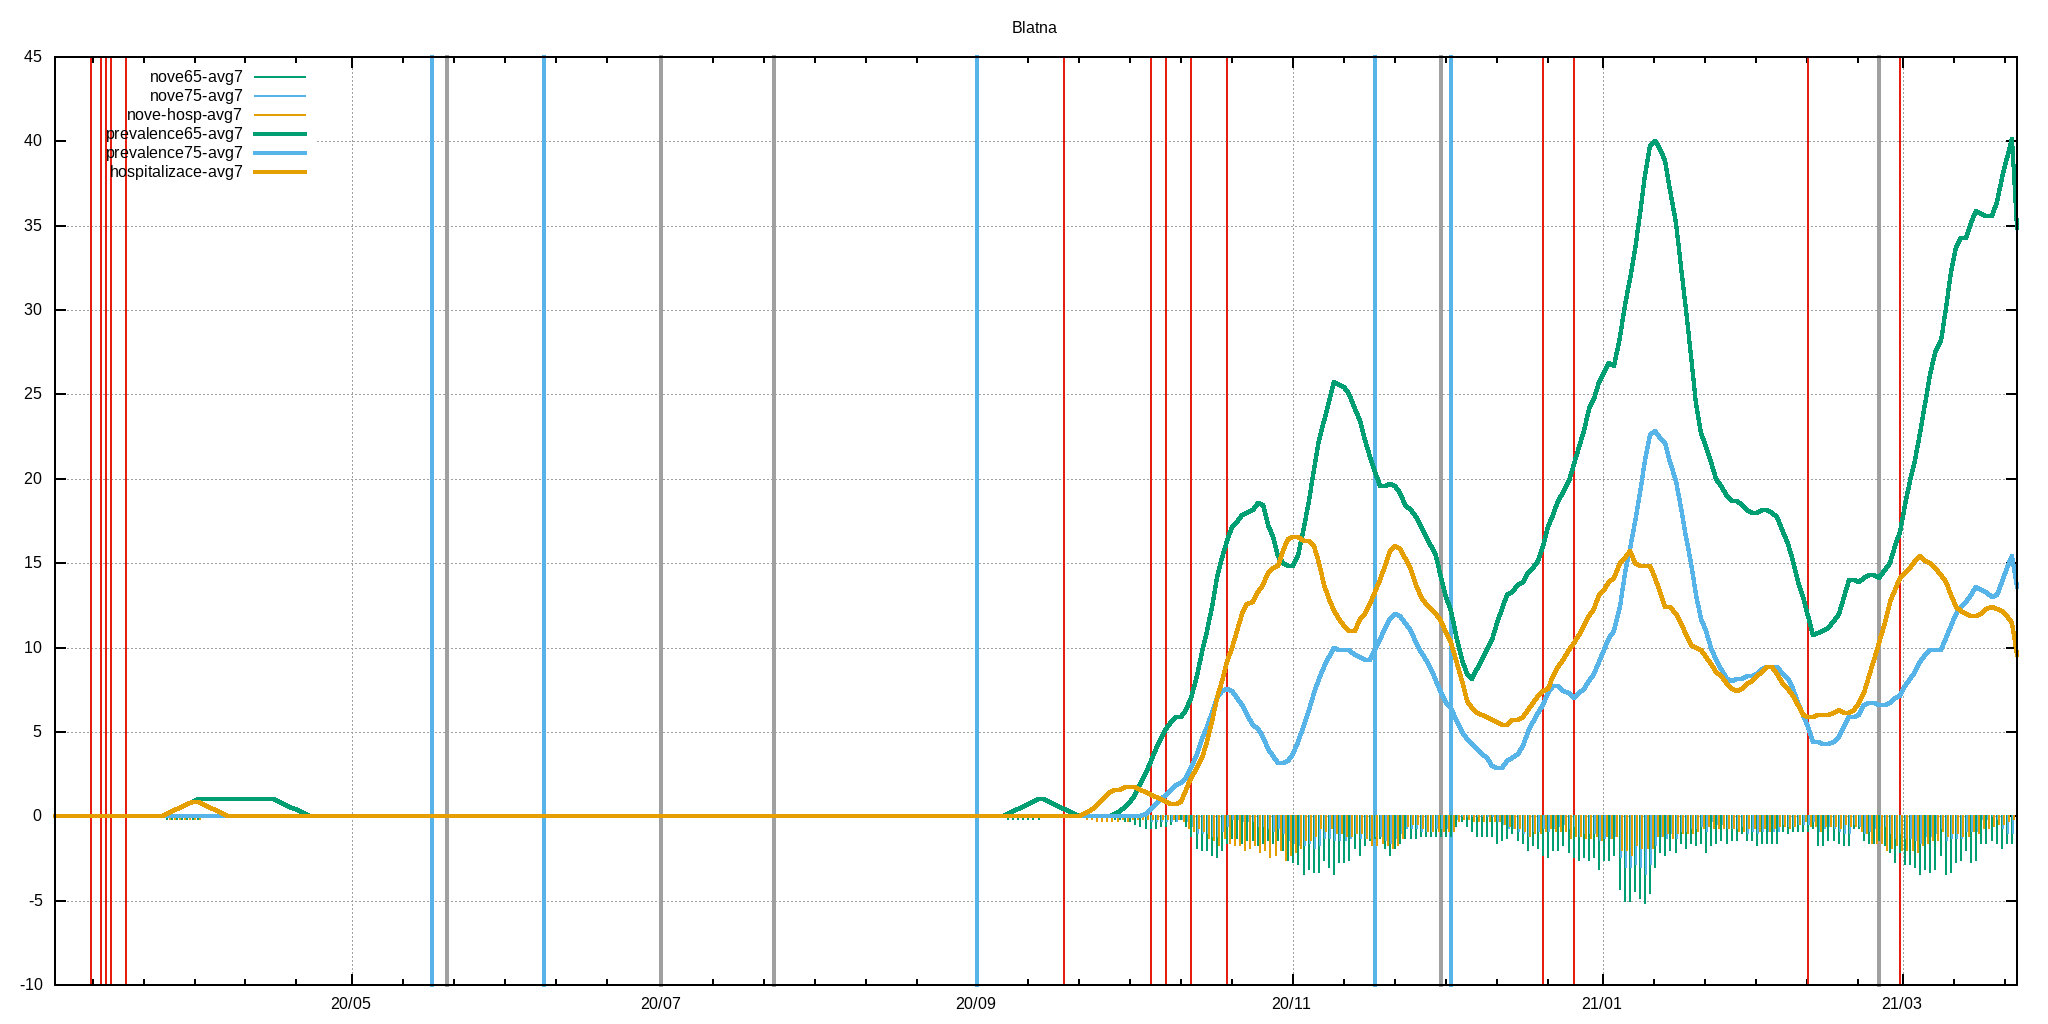 Blatna
45
40
35
30
25
20
15
10
5
0
-5
-10
nove65-avg7
nove75-avg7
nove-hosp-avg7
prevalence65-avg7
prevalence75-avg7
hospitalizace-avg7
20/05 20/07 20/09 20/11 21/01 21/03